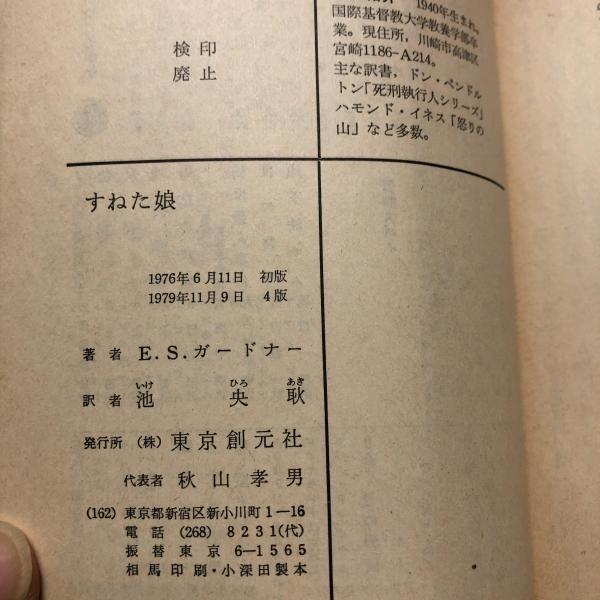 1940年生まれ。
国際基督教大学教養学部卒
業。現住所，川崎市高津区
宮崎1186-A214。
主な訳書，ドン・ペンドル
トン「死刑執行人シリーズ」
ハモンド・イネス「怒りの
山」など多数。
検印
廃止
すねた娘
1976年6月11日 初版
1979年11月9日 4版
著者 E.S.ガードナー
いけ ひろ あき
訳者 池 央 耿
発行所 (株) 東京創元社
代表者 秋山孝男
(162) 東京都新宿区新小川町1—16
電話 (268) 8231(代)
振替東京 6—1565
相馬印刷・小深田製本